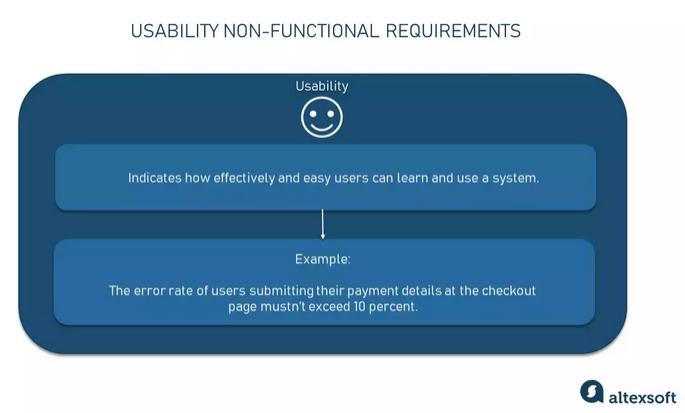 USABILITY NON-FUNCTIONAL REQUIREMENTS
Usability
Indicates how effectively and easy users can learn and use a system.
Example:
The error rate of users submitting their payment details at the checkout
page mustn't exceed 10 percent.
altexsoft